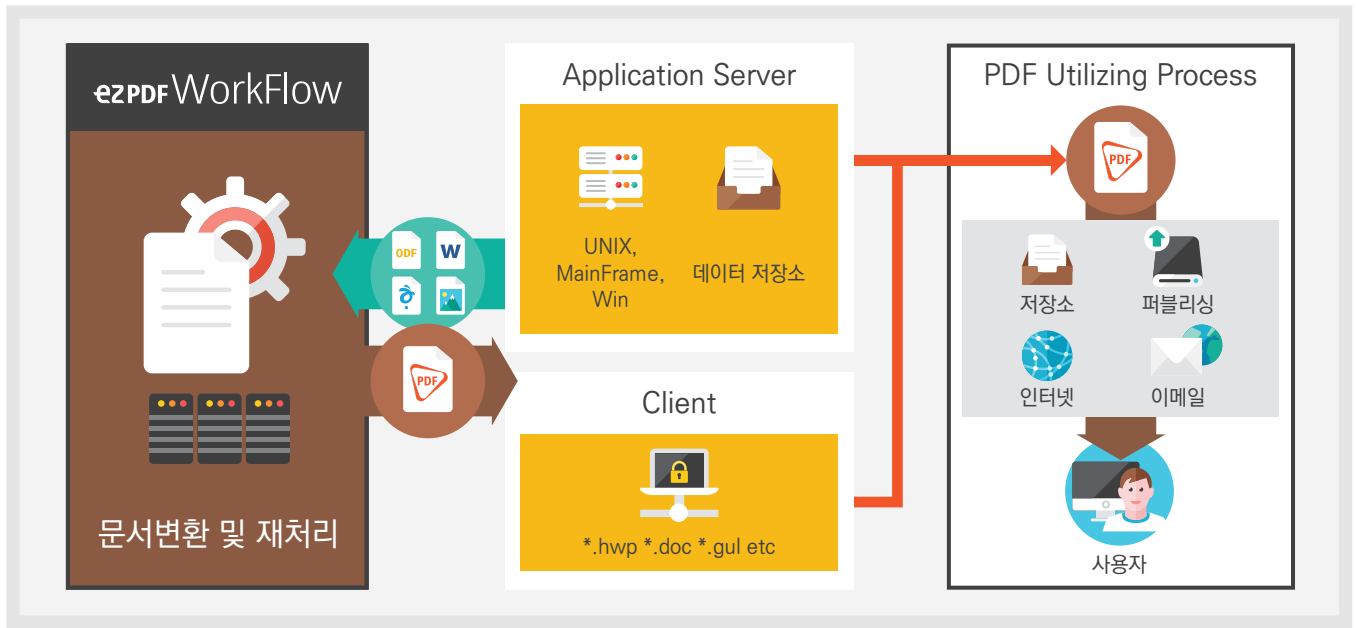 ezPDF WorkFlow
문서변환 및 재처리
ODF
W
PDF
Application Server
UNIX,
MainFrame,
Win
데이터 저장소
Client
*.hwp *.doc *.gul etc
PDF Utilizing Process
PDF
저장소
퍼블리싱
인터넷
이메일
사용자